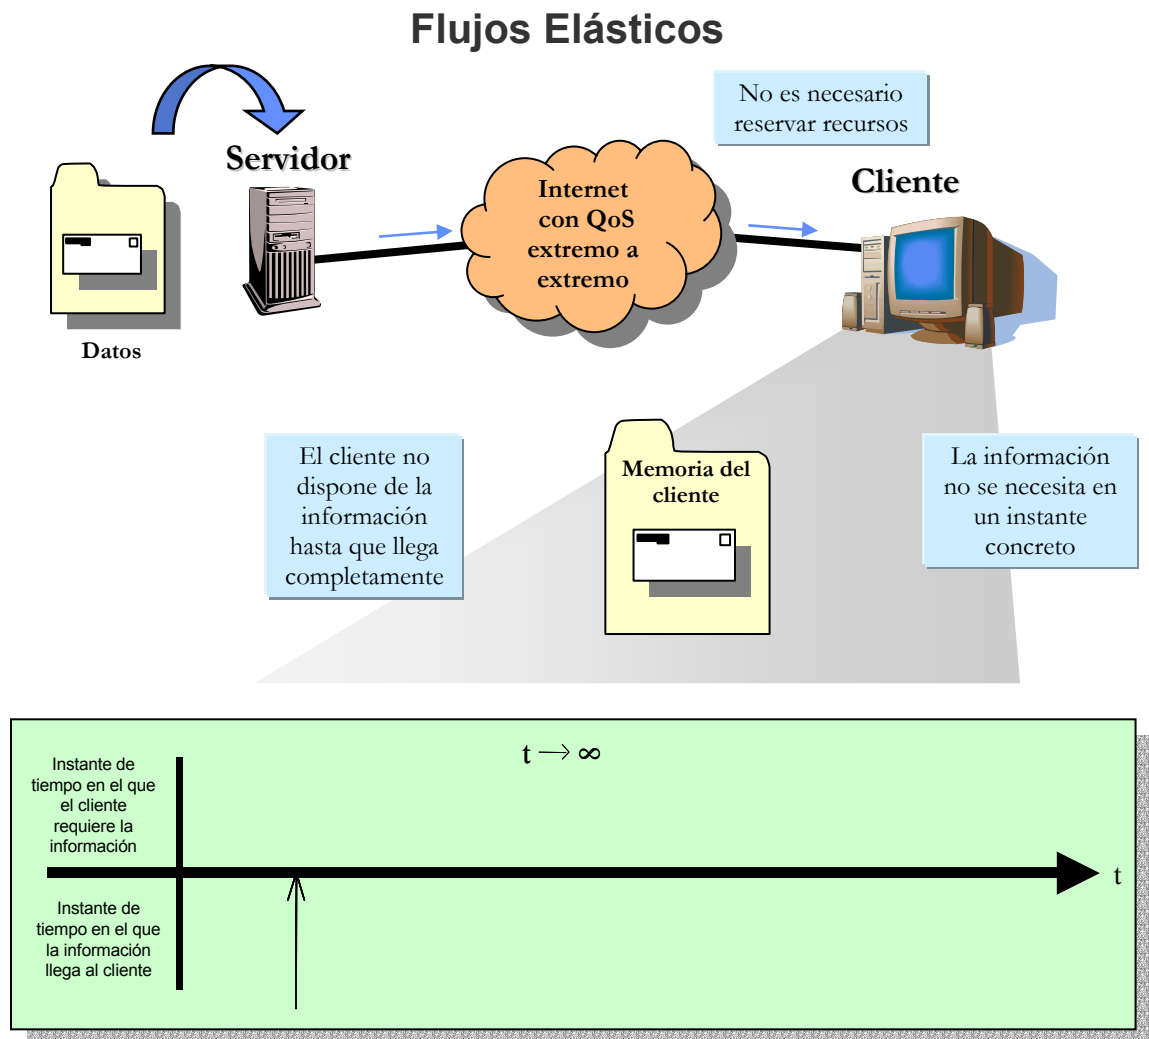 Flujos Elásticos
No es necesario
reservar recursos
Servidor
Cliente
Internet
con QoS
extremo a
extremo
Datos
El cliente no
dispone de la
información
hasta que llega
completamente
Memoria del
cliente
La información
no se necesita en
un instante
concreto
t → ∞
Instante de
tiempo en el que
el cliente
requiere la
información
t
Instante de
tiempo en el que
la información
llega al cliente